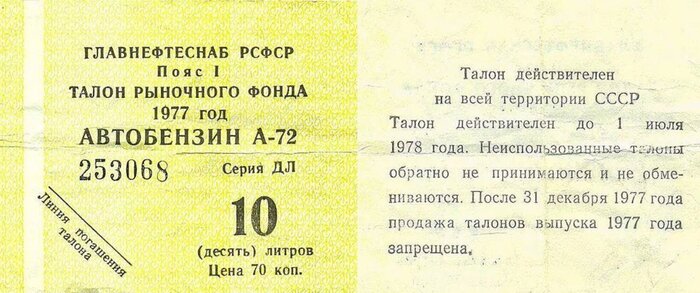 ГЛАВНЕФТЕСНАБ РСФСР
Пояс I
ТАЛОН РЫНОЧНОГО ФОНДА
1977 год
АВТОБЕНЗИН А-72
253068 Серия ДЛ
Линия погашения
талона
10
(десять) литров
Цена 70 коп.
Талон действителен
на всей территории СССР
Талон действителен до 1 июля
1978 года. Неиспользованные талоны
обратно не принимаются и не обме-
ниваются. После 31 декабря 1977 года
продажа талонов выпуска 1977 года
запрещена.